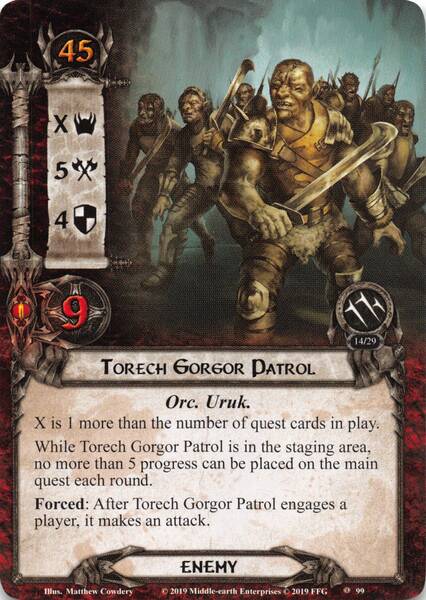 45
X
5
4
9
14/29
Torech Gorgor Patrol
Orc. Uruk.
X is 1 more than the number of quest cards in play.
While Torech Gorgor Patrol is in the staging area,
no more than 5 progress can be placed on the main
quest each round.
Forced: After Torech Gorgor Patrol engages a
player, it makes an attack.
ENEMY
Illus. Matthew Cowdery © 2019 Middle-earth Enterprises © 2019 FFG 99